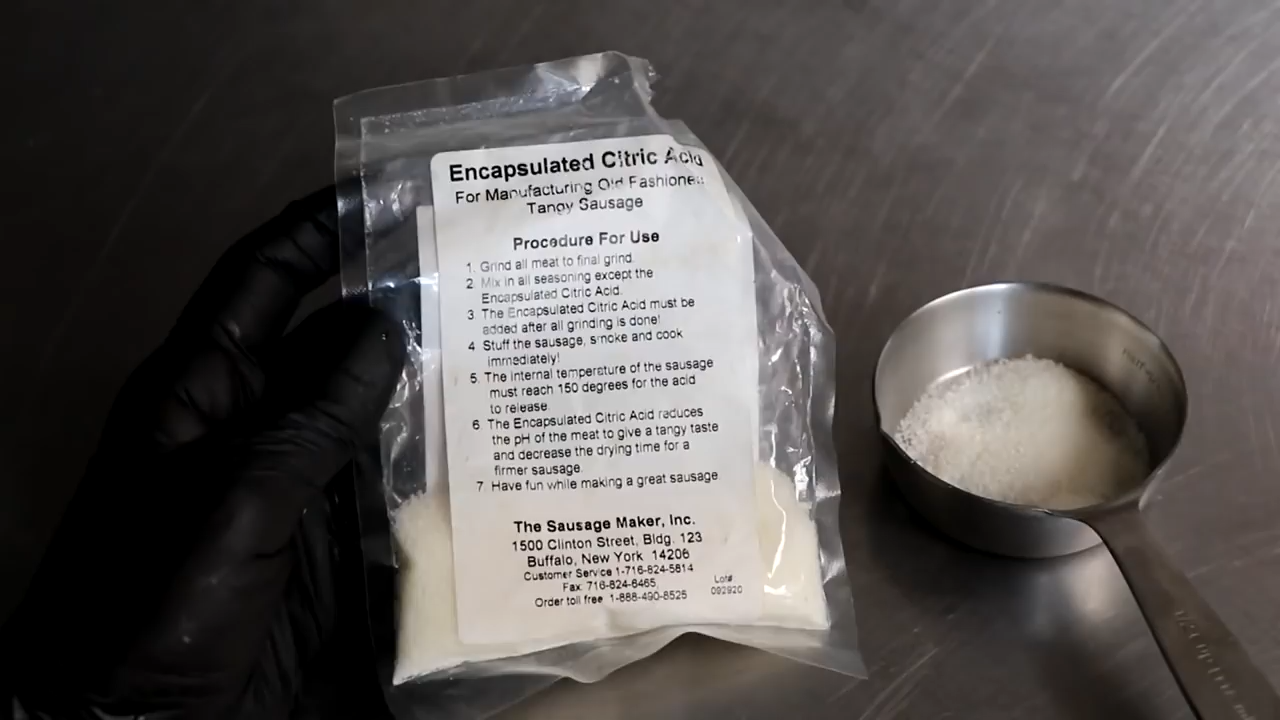 Encapsulated Citric Acid
For Manufacturing Old Fashioned
Tangy Sausage
Procedure For Use
1. Grind all meat to final grind.
2 Mix in all seasoning except the
Encapsulated Citric Acid.
3 The Encapsulated Citric Acid must be
added after all grinding is done!
4 Stuff the sausage, smoke and cook
immediately!
5. The internal temperature of the sausage
must reach 150 degrees for the acid
to release.
6. The Encapsulated Citric Acid reduces
the pH of the meat to give a tangy taste
and decrease the drying time for a
firmer sausage.
7. Have fun while making a great sausage
The Sausage Maker, Inc.
1500 Clinton Street, Bldg. 123
Buffalo, New York 14206
Customer Service 1-716-824-5814
Fax 716-824-6465
Order toll free 1-888-490-8525
Lot#
092920